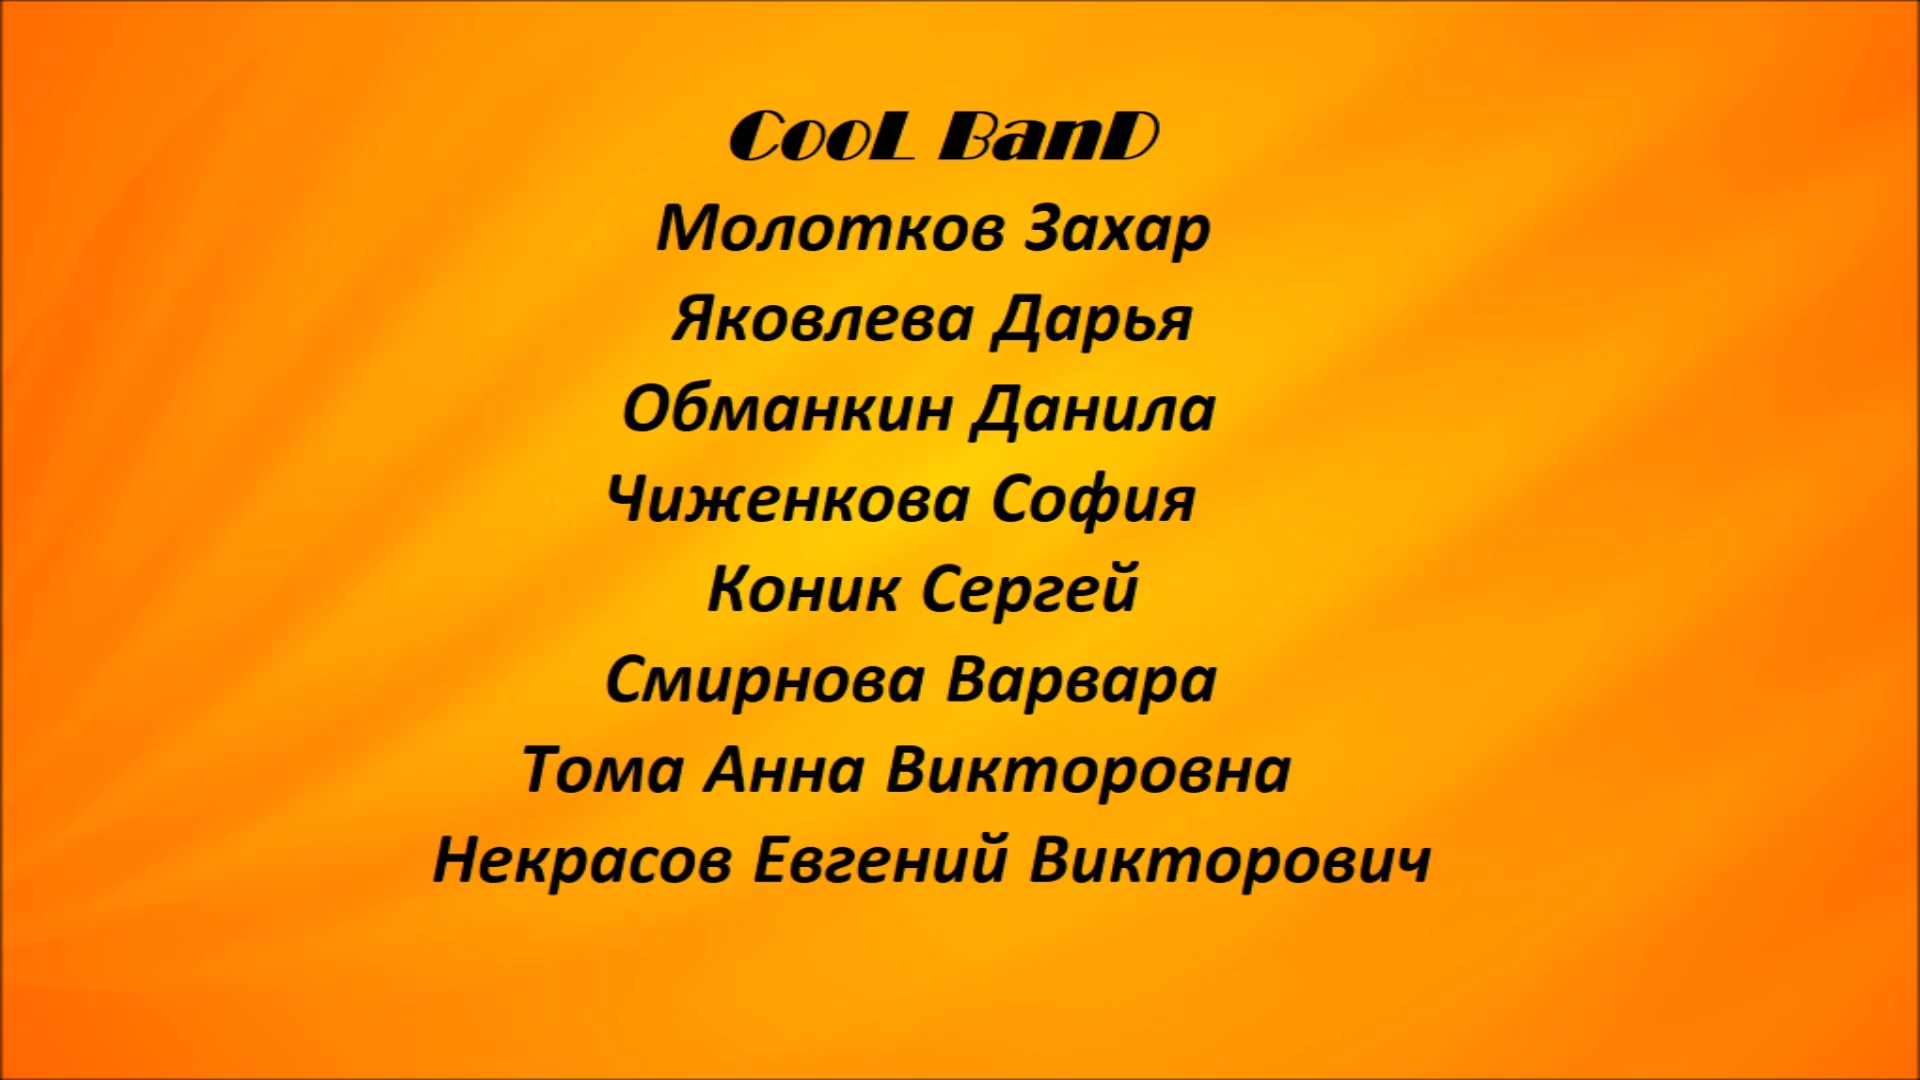 CooL BanD
Молотков Захар
Яковлева Дарья
Обманкин Данила
Чиженкова София
Коник Сергей
Смирнова Варвара
Тома Анна Викторовна
Некрасов Евгений Викторович